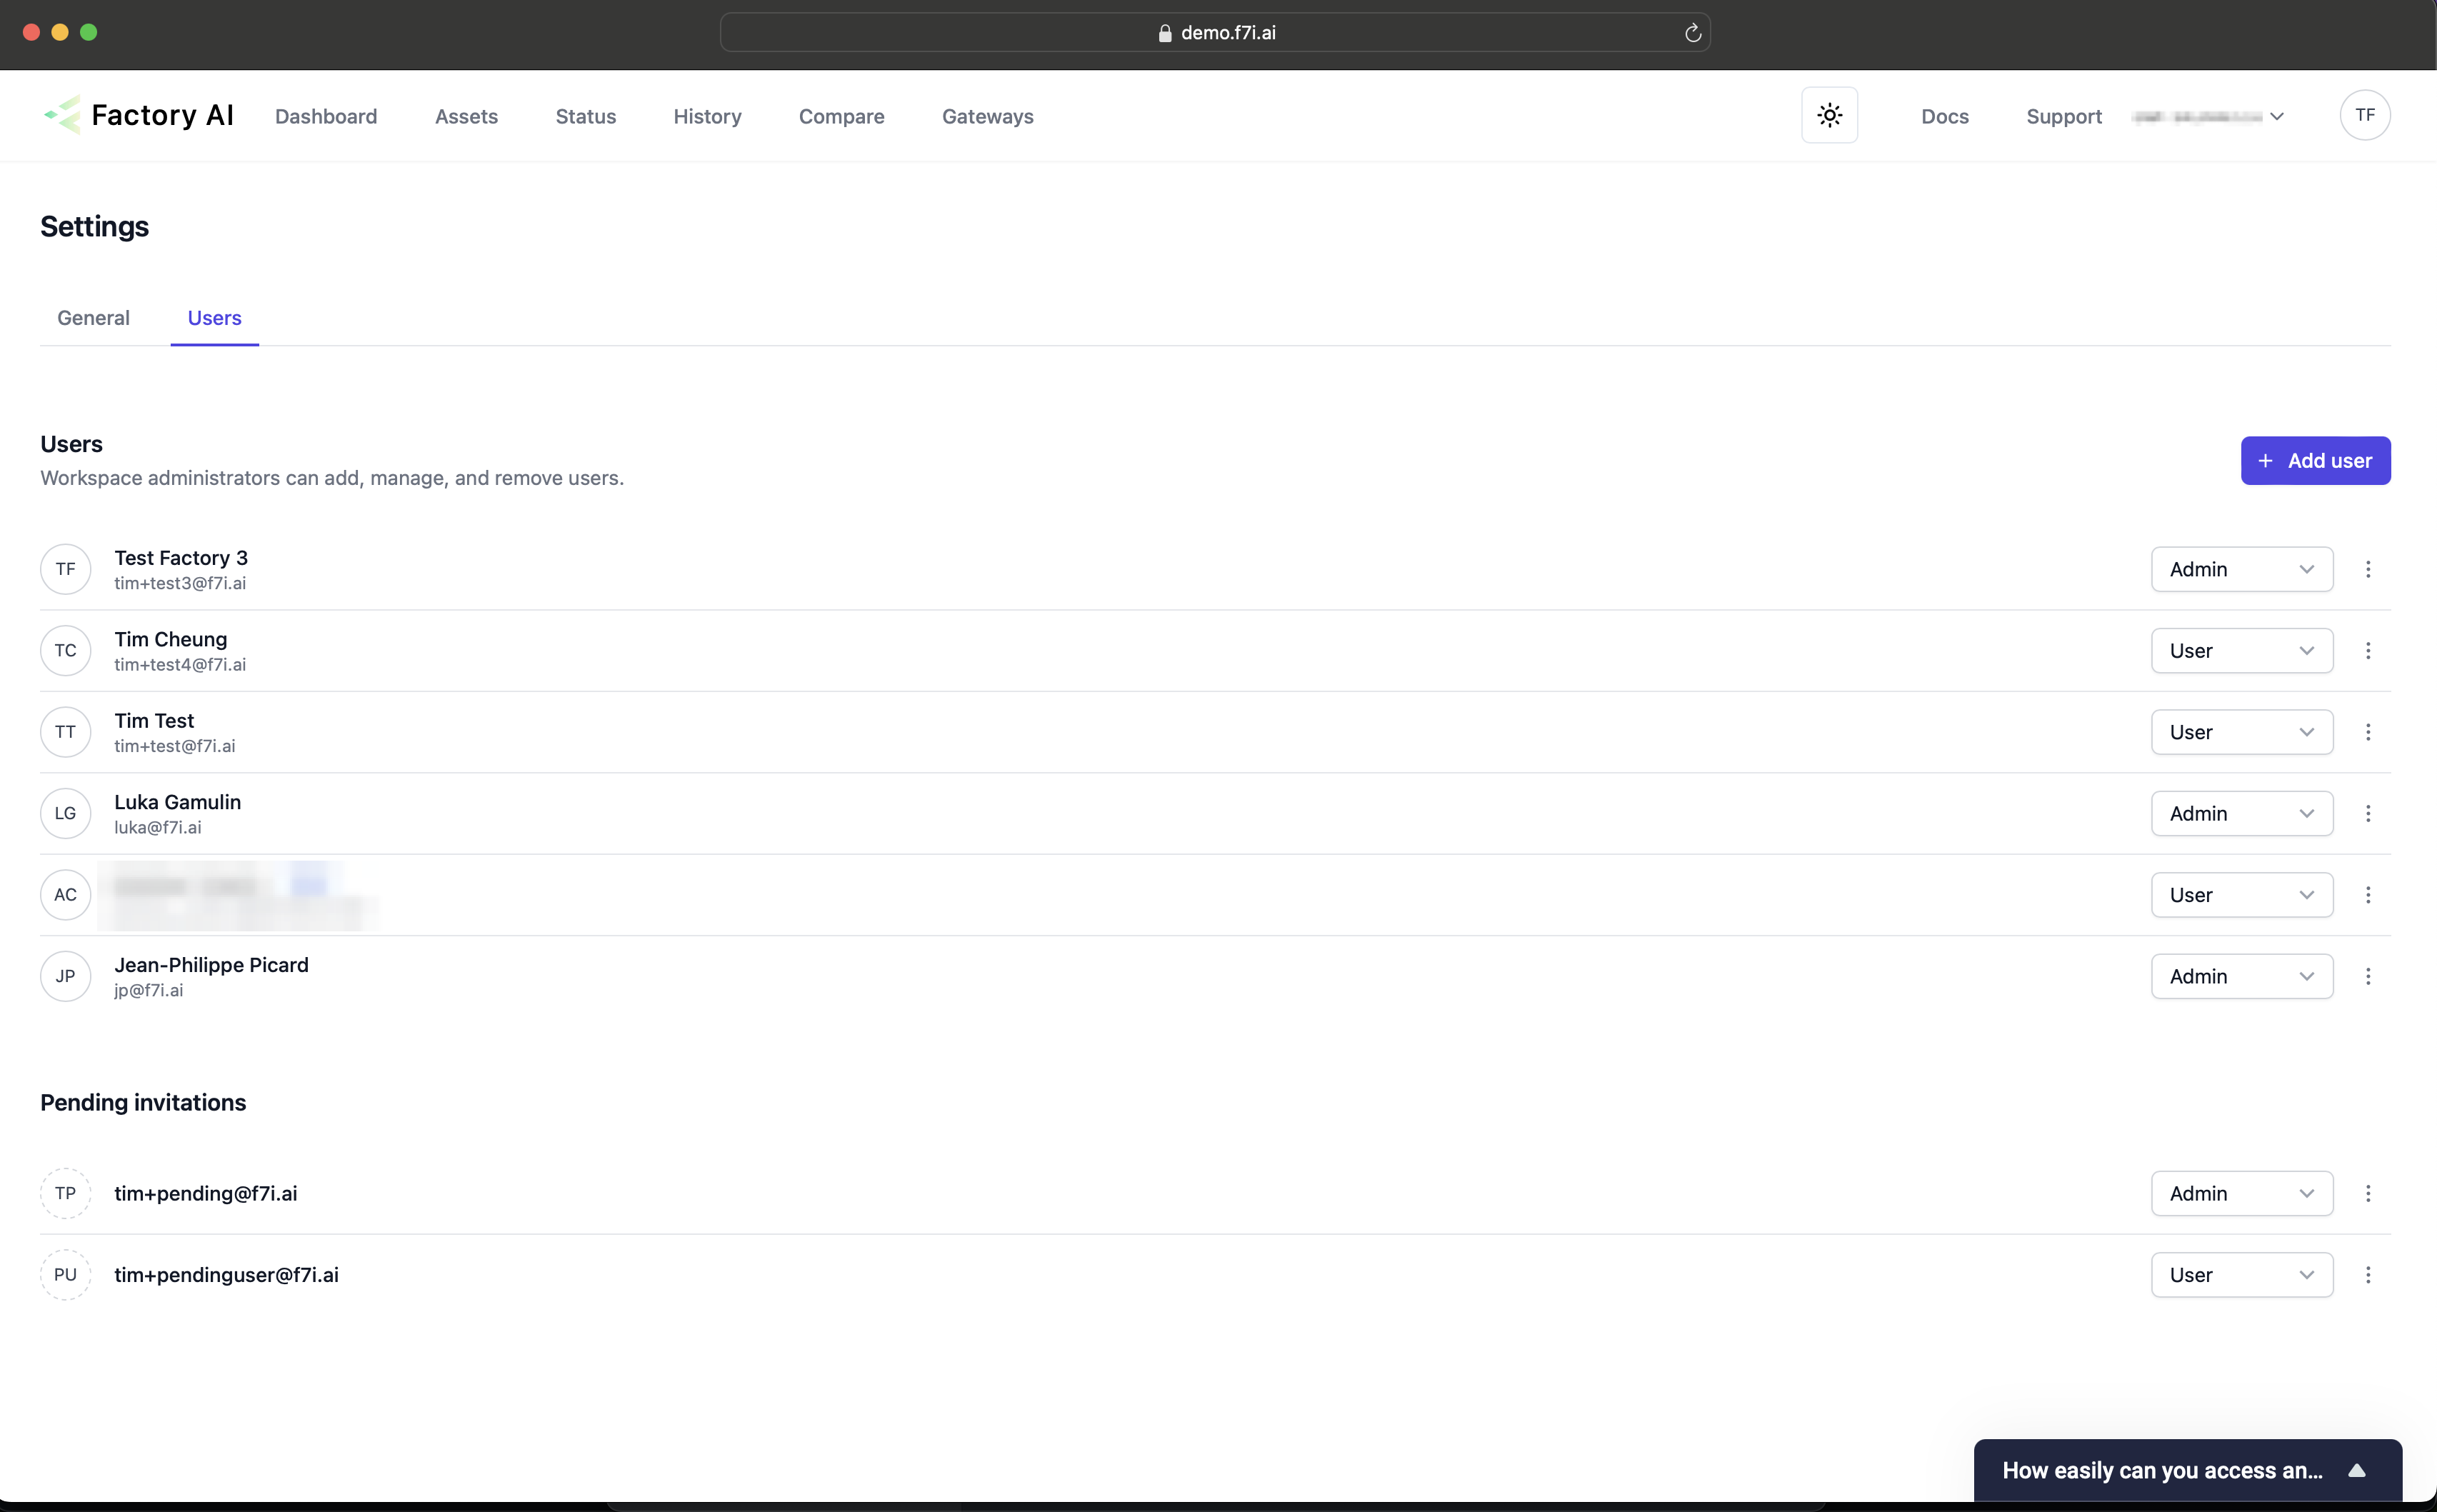 demo.f7i.ai
Factory AI
Dashboard
Assets
Status
History
Compare
Gateways
Docs
Support
TF
Settings
General
Users
Users
Workspace administrators can add, manage, and remove users.
+ Add user
TF
Test Factory 3
tim+test3@f7i.ai
Admin
TC
Tim Cheung
tim+test4@f7i.ai
User
TT
Tim Test
tim+test@f7i.ai
User
LG
Luka Gamulin
luka@f7i.ai
Admin
AC
User
JP
Jean-Philippe Picard
jp@f7i.ai
Admin
Pending invitations
TP
tim+pending@f7i.ai
Admin
PU
tim+pendinguser@f7i.ai
User
How easily can you access an...